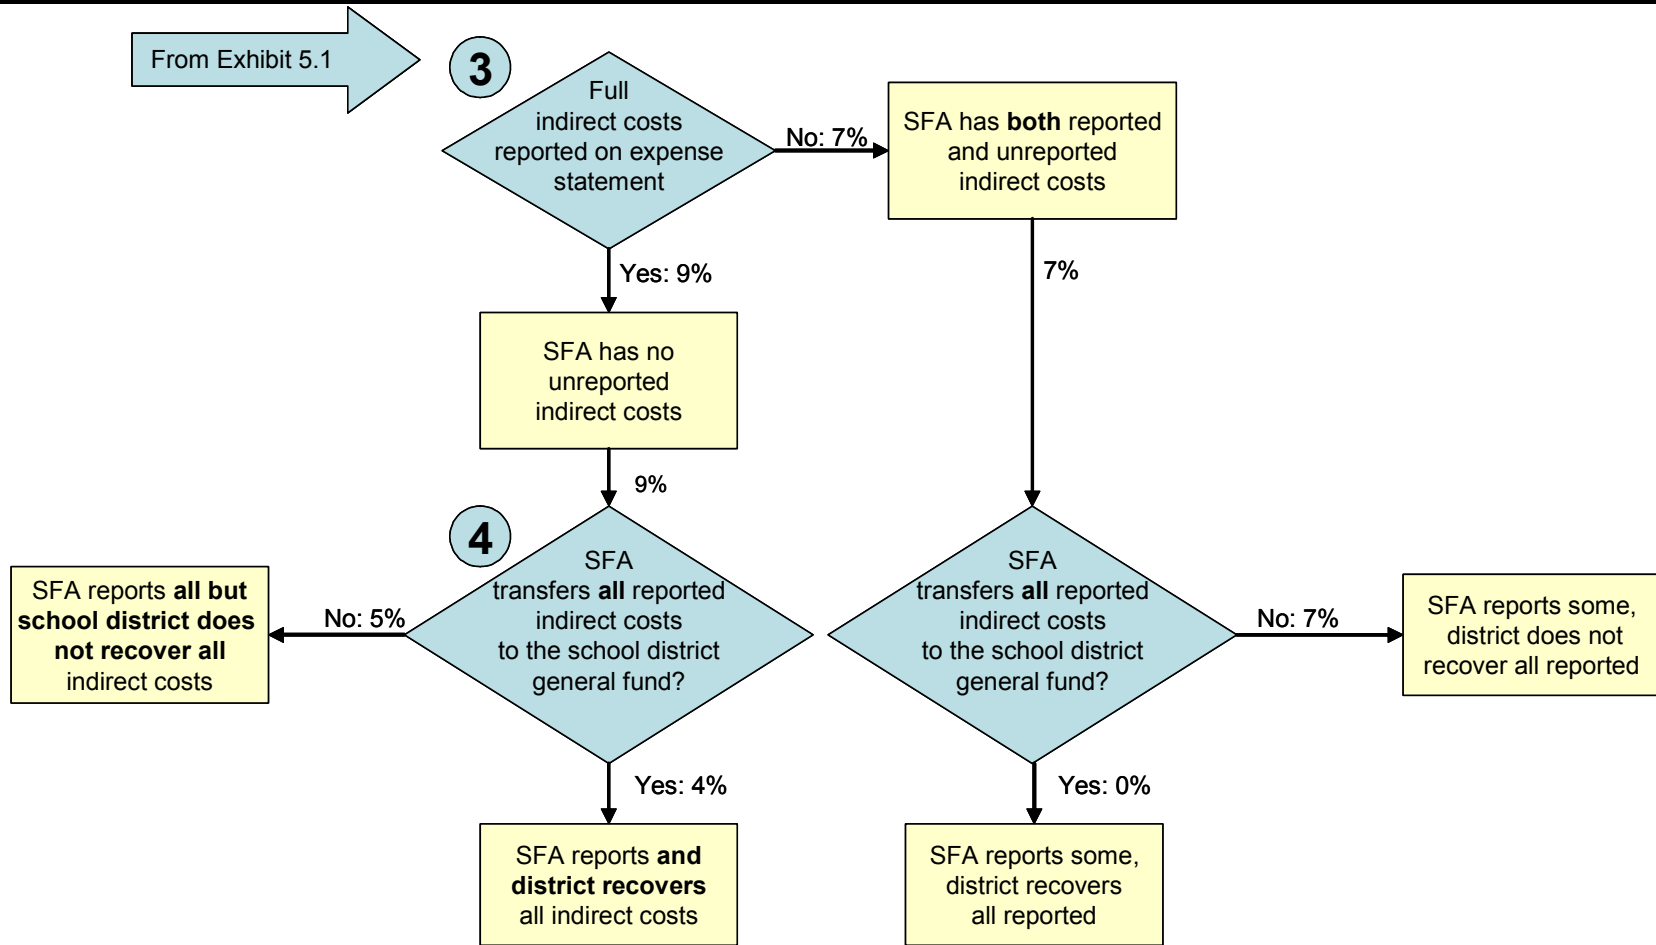 From Exhibit 5.1
3
Full
indirect costs
reported on expense
statement
No: 7%
SFA has both reported
and unreported
indirect costs
Yes: 9%
7%
SFA has no
unreported
indirect costs
9%
4
SFA
transfers all reported
indirect costs
to the school district
general fund?
SFA
transfers all reported
indirect costs
to the school district
general fund?
No: 5%
SFA reports all but
school district does
not recover all
indirect costs
No: 7%
SFA reports some,
district does not
recover all reported
Yes: 4%
Yes: 0%
SFA reports and
district recovers
all indirect costs
SFA reports some,
district recovers
all reported